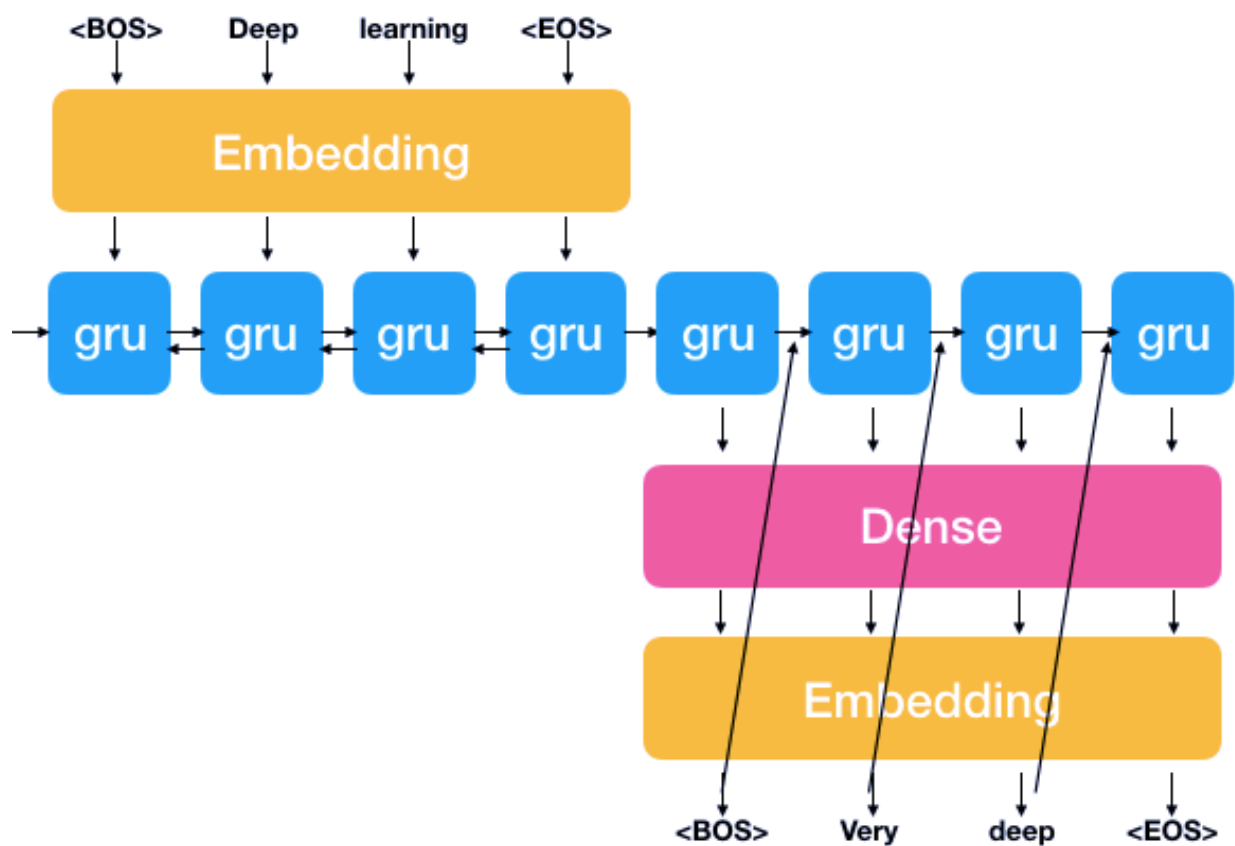 <BOS> Deep learning <EOS>
Embedding
gru gru gru gru gru gru gru gru
Dense
Embedding
<BOS> Very deep <EOS>